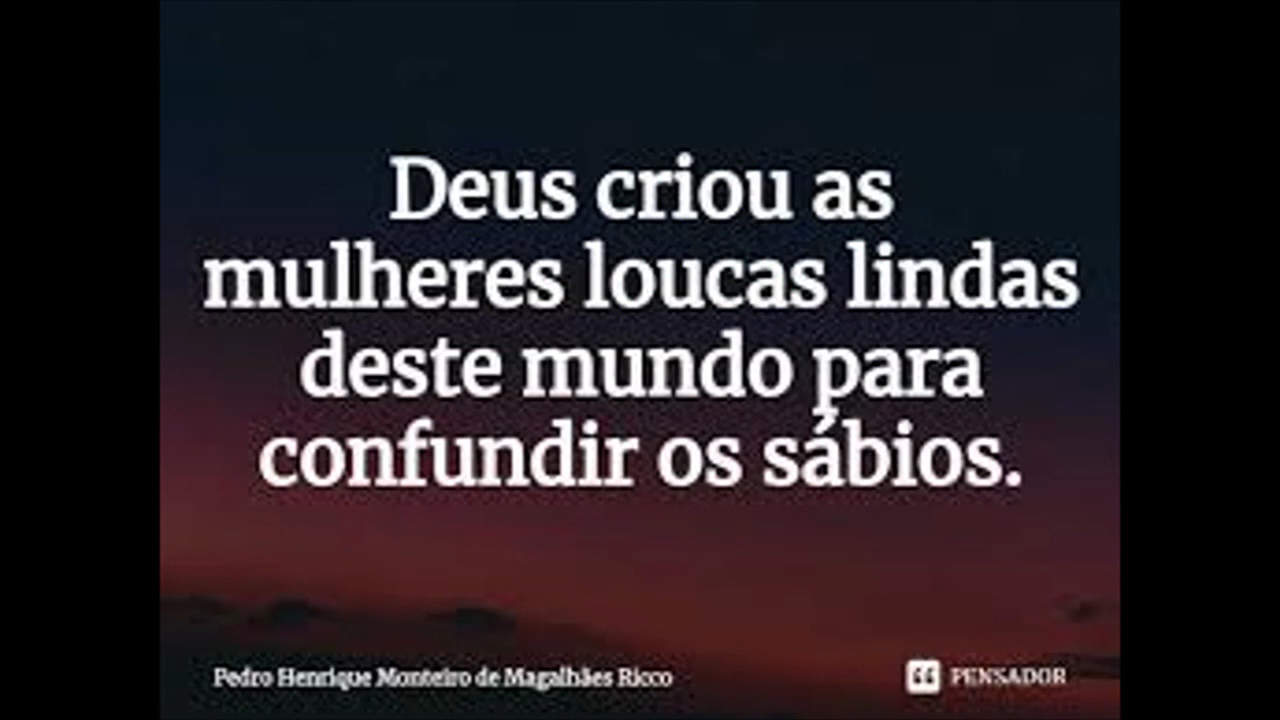 Deus criou as
mulheres loucas lindas
deste mundo para
confundir os sábios.
Pedro Henrique Monteiro de Magalhães Ricco
PENSADOR